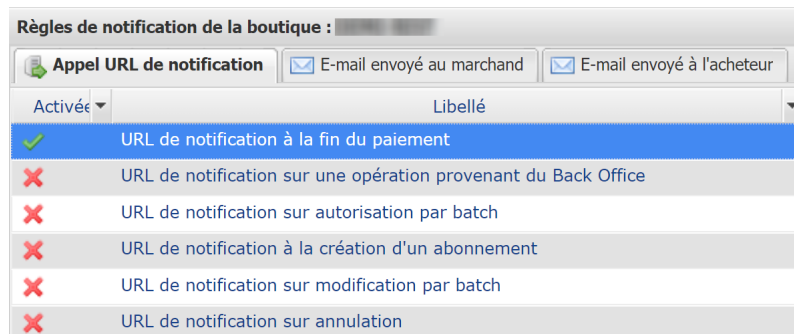 Règles de notification de la boutique :
Appel URL de notification E-mail envoyé au marchand E-mail envoyé à l'acheteur
Activée Libellé
URL de notification à la fin du paiement
URL de notification sur une opération provenant du Back Office
URL de notification sur autorisation par batch
URL de notification à la création d'un abonnement
URL de notification sur modification par batch
URL de notification sur annulation